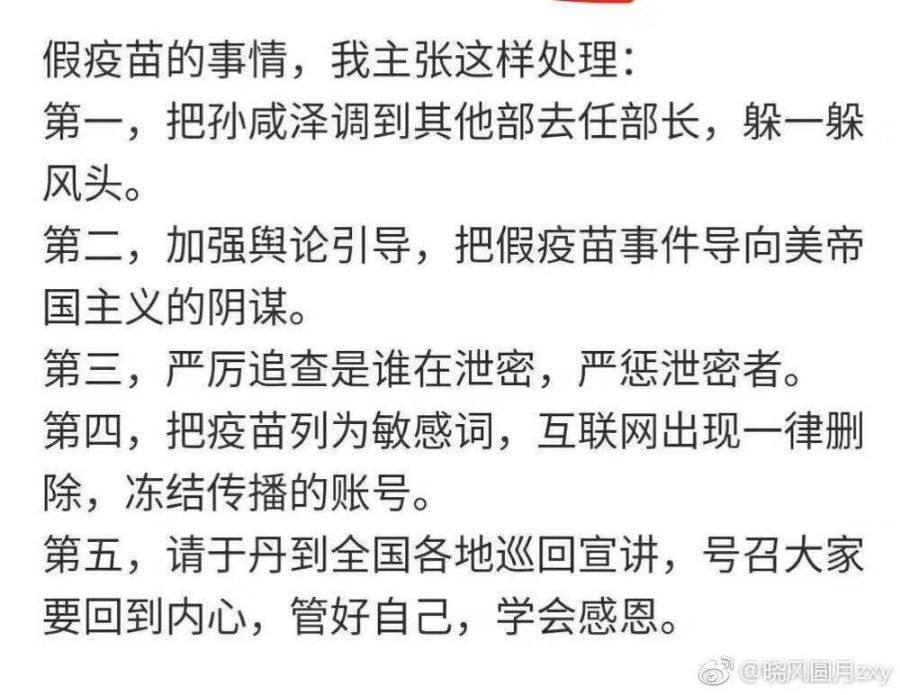 假疫苗的事情，我主张这样处理：
第一，把孙咸泽调到其他部去任部长，躲一躲
风头。
第二，加强舆论引导，把假疫苗事件导向美帝
国主义的阴谋。
第三，严厉追查是谁在泄密，严惩泄密者。
第四，把疫苗列为敏感词，互联网出现一律删
除，冻结传播的账号。
第五，请于丹到全国各地巡回宣讲，号召大家
要回到内心，管好自己，学会感恩。
@晓风圆月zxy